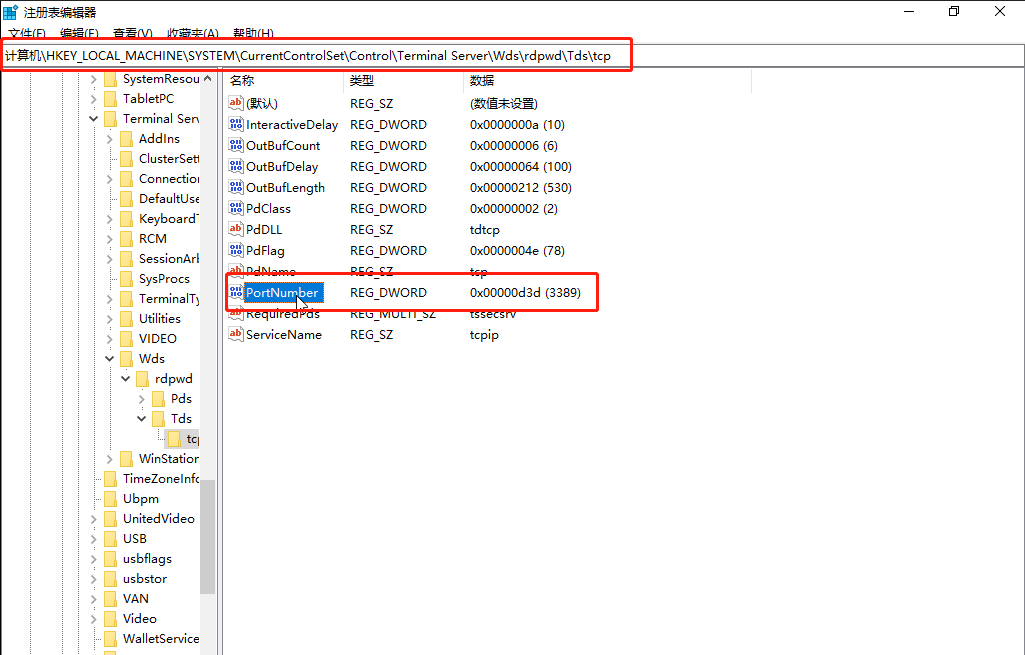 注册表编辑器
文件(F) 编辑(E) 查看(V) 收藏夹(A) 帮助(H)
计算机\HKEY_LOCAL_MACHINE\SYSTEM\CurrentControlSet\Control\Terminal Server\Wds\rdpwd\Tds\tcp
SystemResou
TabletPC
Terminal Serv
AddIns
ClusterSett
Connection
DefaultUse
KeyboardT
RCM
SessionArb
SysProcs
TerminalTy
Utilities
VIDEO
Wds
rdpwd
Pds
Tds
tcp
WinStation
TimeZoneInfo
Ubpm
UnitedVideo
USB
usbflags
usbstor
VAN
Video
WalletService
名称 类型 数据
(默认) REG_SZ (数值未设置)
InteractiveDelay REG_DWORD 0x0000000a (10)
OutBufCount REG_DWORD 0x00000006 (6)
OutBufDelay REG_DWORD 0x00000064 (100)
OutBufLength REG_DWORD 0x00000212 (530)
PdClass REG_DWORD 0x00000002 (2)
PdDLL REG_SZ tdtcp
PdFlag REG_DWORD 0x0000004e (78)
PdName REG_SZ tcp
PortNumber REG_DWORD 0x00000d3d (3389)
RequiredPds REG_MULTI_SZ tssecsrv
ServiceName REG_SZ tcpip